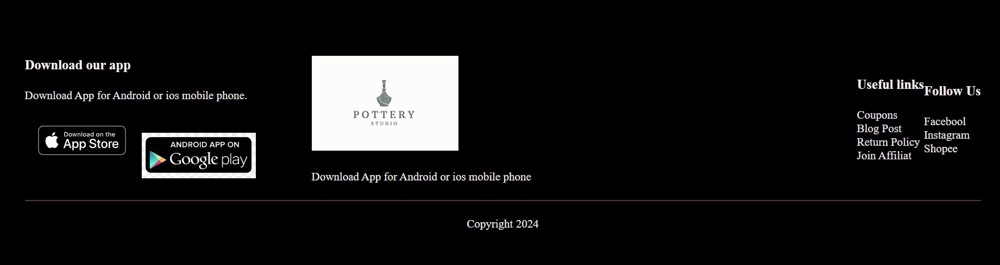 Download our app
Download App for Android or ios mobile phone.
Download on the
App Store
ANDROID APP ON
Google play
POTTERY
STUDIO
Download App for Android or ios mobile phone
Useful links
Coupons
Blog Post
Return Policy
Join Affiliat
Follow Us
Facebool
Instagram
Shopee
Copyright 2024